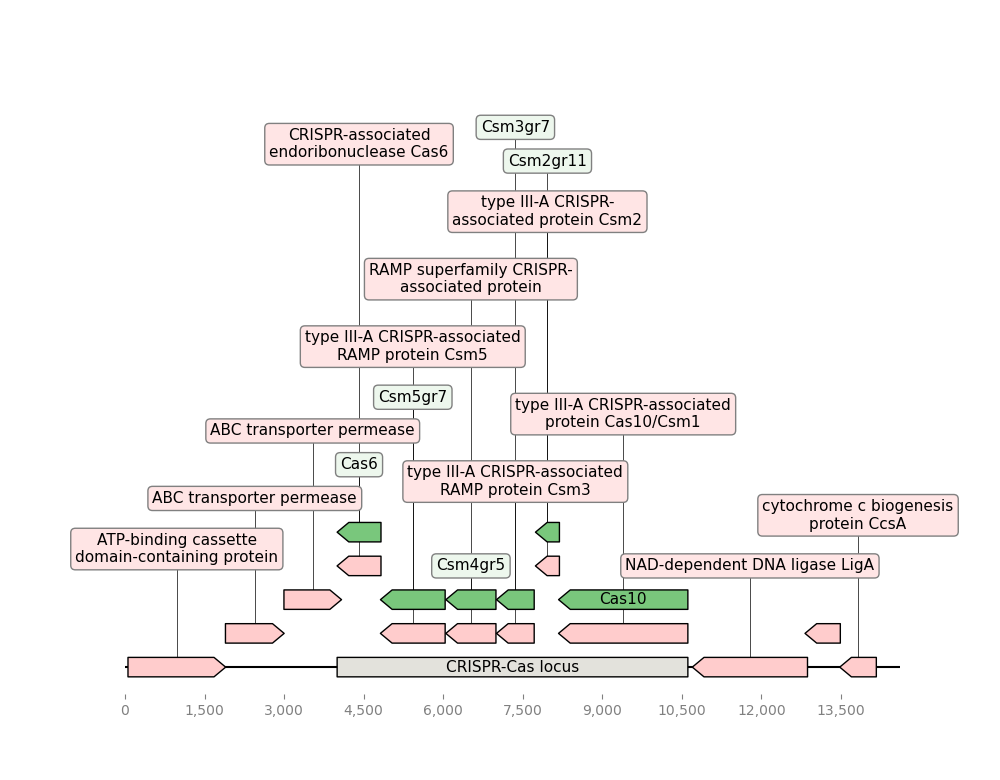 Csm3gr7
CRISPR-associated
endoribonuclease Cas6
Csm2gr11
type III-A CRISPR-
associated protein Csm2
RAMP superfamily CRISPR-
associated protein
type III-A CRISPR-associated
RAMP protein Csm5
Csm5gr7
type III-A CRISPR-associated
protein Cas10/Csm1
ABC transporter permease
Cas6
type III-A CRISPR-associated
RAMP protein Csm3
ABC transporter permease
cytochrome c biogenesis
protein CcsA
ATP-binding cassette
domain-containing protein
Csm4gr5
NAD-dependent DNA ligase LigA
Cas10
CRISPR-Cas locus
0 1,500 3,000 4,500 6,000 7,500 9,000 10,500 12,000 13,500